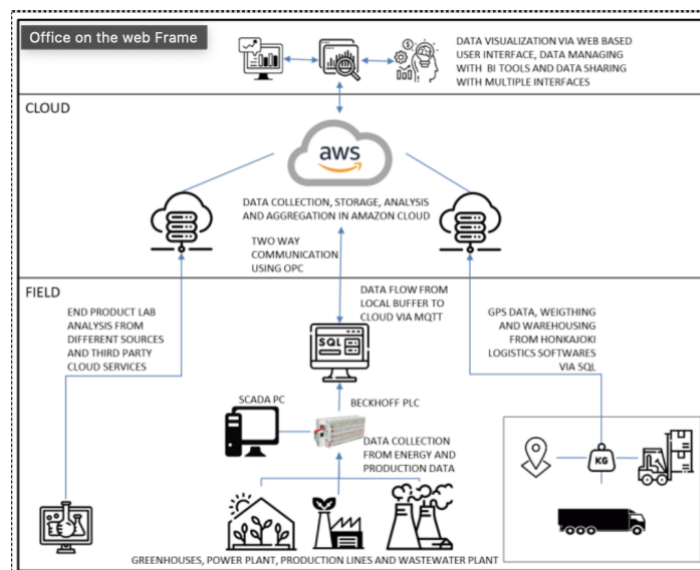 Office on the web Frame
DATA VISUALIZATION VIA WEB BASED
USER INTERFACE, DATA MANAGING
WITH BI TOOLS AND DATA SHARING
WITH MULTIPLE INTERFACES
CLOUD
aws
DATA COLLECTION, STORAGE, ANALYSIS
AND AGGREGATION IN AMAZON CLOUD
TWO WAY
COMMUNICATION
USING OPC
FIELD
DATA FLOW FROM
LOCAL BUFFER TO
CLOUD VIA MQTT
END PRODUCT LAB
ANALYSIS FROM
DIFFERENT SOURCES
AND THIRD PARTY
CLOUD SERVICES
GPS DATA, WEIGTHING
AND WAREHOUSING
FROM HONKAJOKI
LOGISTICS SOFTWARES
VIA SQL
SQL
SCADA PC
BECKHOFF PLC
DATA COLLECTION
FROM ENERGY AND
PRODUCTION DATA
KG
GREENHOUSES, POWER PLANT, PRODUCTION LINES AND WASTEWATER PLANT